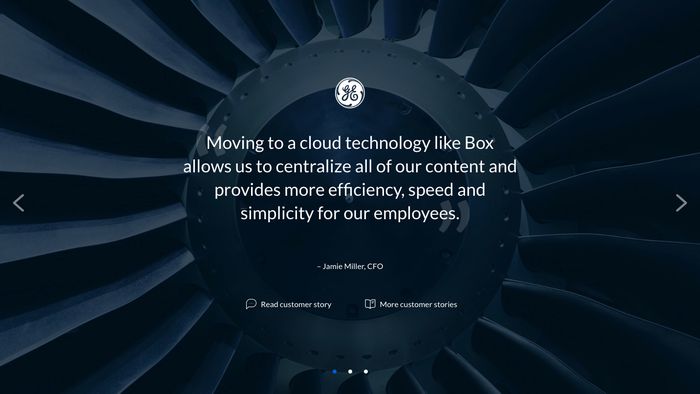 GE
Moving to a cloud technology like Box
allows us to centralize all of our content and
provides more efficiency, speed and
simplicity for our employees.
– Jamie Miller, CFO
Read customer story
More customer stories